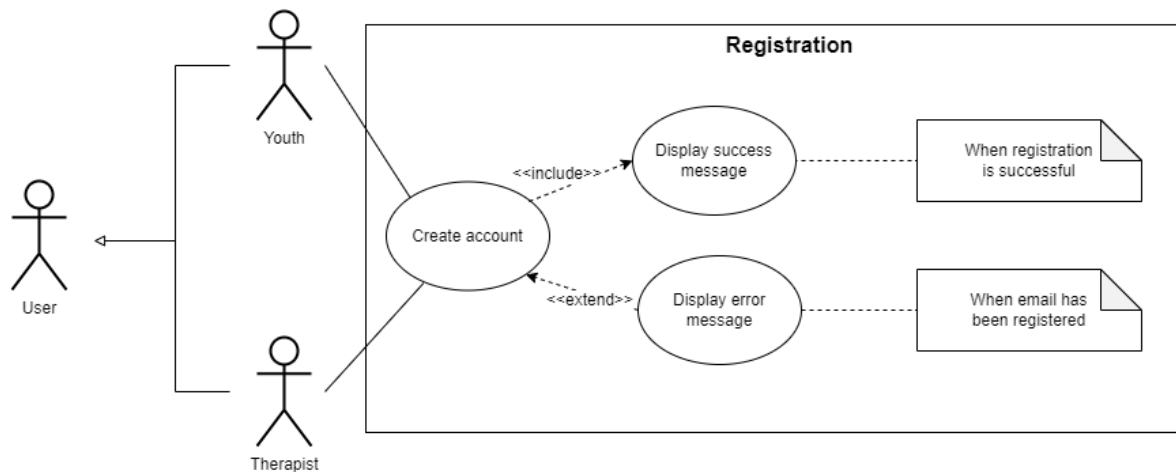 Registration
Youth
Display success
message
When registration
is successful
<<include>>
Create account
User
<<extend>>
Display error
message
When email has
been registered
Therapist